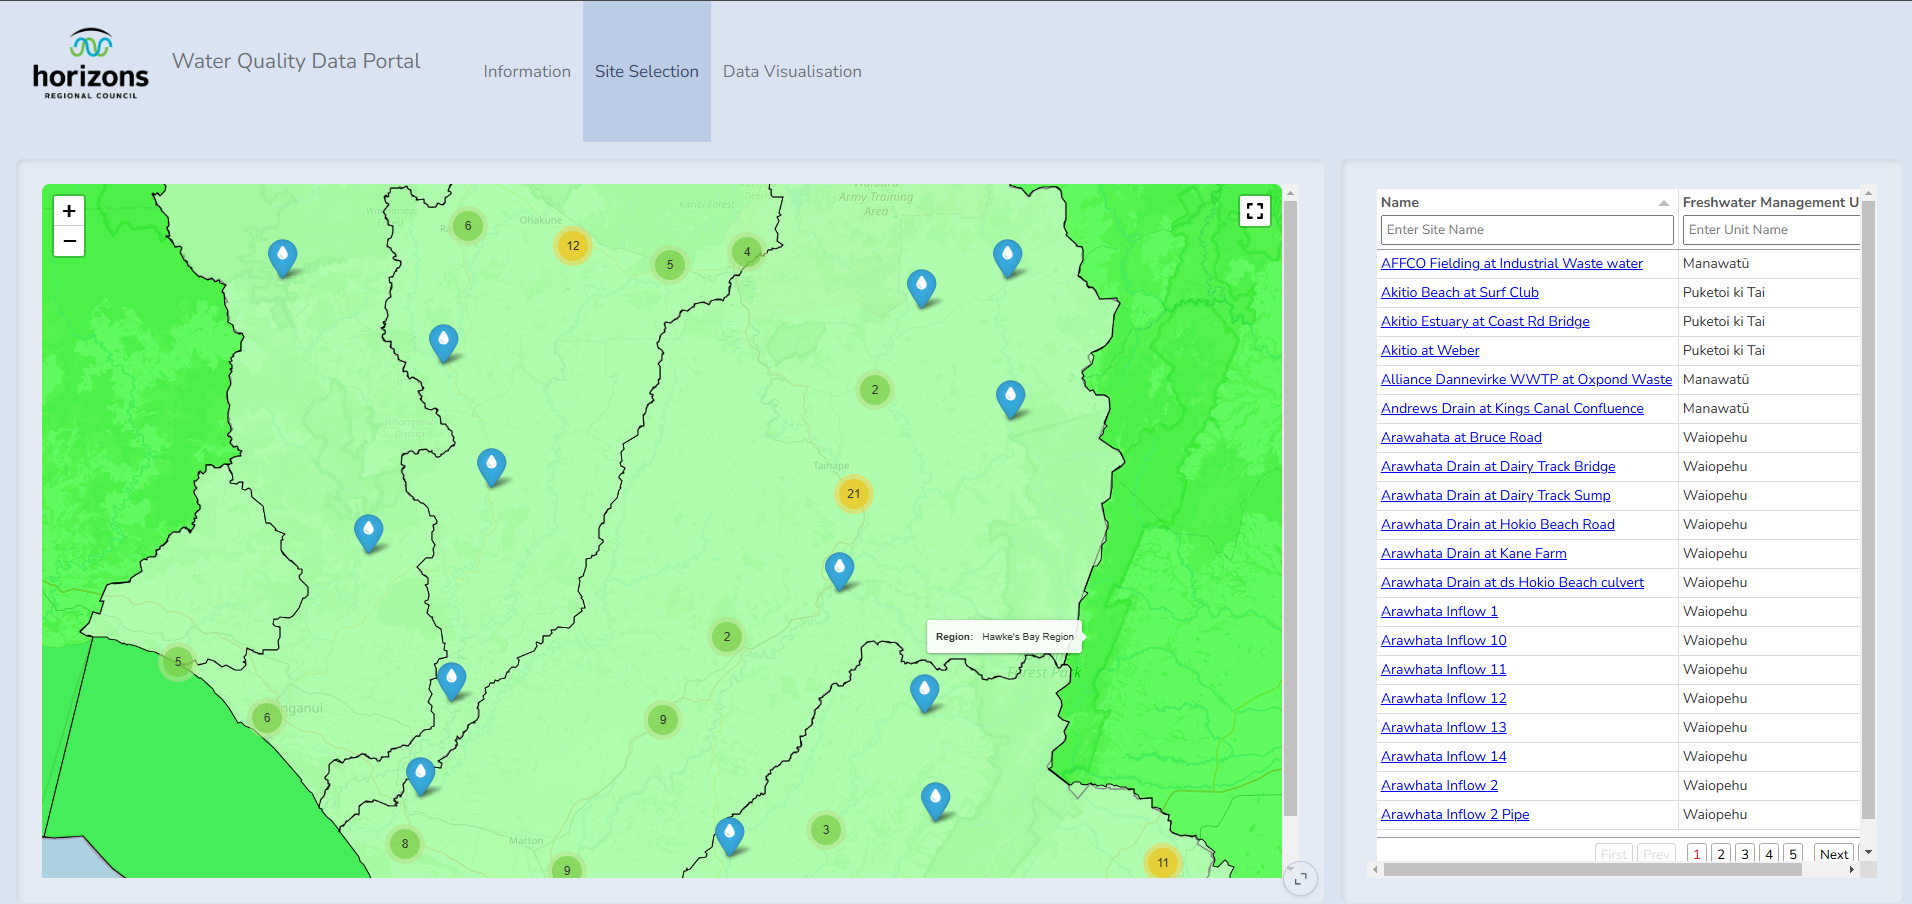 horizons
REGIONAL COUNCIL
Water Quality Data Portal
Information
Site Selection
Data Visualisation
+
−
Ohakune
Karioi Forest
Desert
Waiouru
Army Training
Area
6
12
5
4
Whanganui
District
2
Taihape
21
2
Region: Hawke's Bay Region
Forest Park
5
6
nganui
9
Marton
8
9
3
11
Name
Freshwater Management U
Enter Site Name
Enter Unit Name
AFFCO Fielding at Industrial Waste water Manawatū
Akitio Beach at Surf Club Puketoi ki Tai
Akitio Estuary at Coast Rd Bridge Puketoi ki Tai
Akitio at Weber Puketoi ki Tai
Alliance Dannevirke WWTP at Oxpond Waste Manawatū
Andrews Drain at Kings Canal Confluence Manawatū
Arawahata at Bruce Road Waiopehu
Arawhata Drain at Dairy Track Bridge Waiopehu
Arawhata Drain at Dairy Track Sump Waiopehu
Arawhata Drain at Hokio Beach Road Waiopehu
Arawhata Drain at Kane Farm Waiopehu
Arawhata Drain at ds Hokio Beach culvert Waiopehu
Arawhata Inflow 1 Waiopehu
Arawhata Inflow 10 Waiopehu
Arawhata Inflow 11 Waiopehu
Arawhata Inflow 12 Waiopehu
Arawhata Inflow 13 Waiopehu
Arawhata Inflow 14 Waiopehu
Arawhata Inflow 2 Waiopehu
Arawhata Inflow 2 Pipe Waiopehu
First Prev 1 2 3 4 5 Next